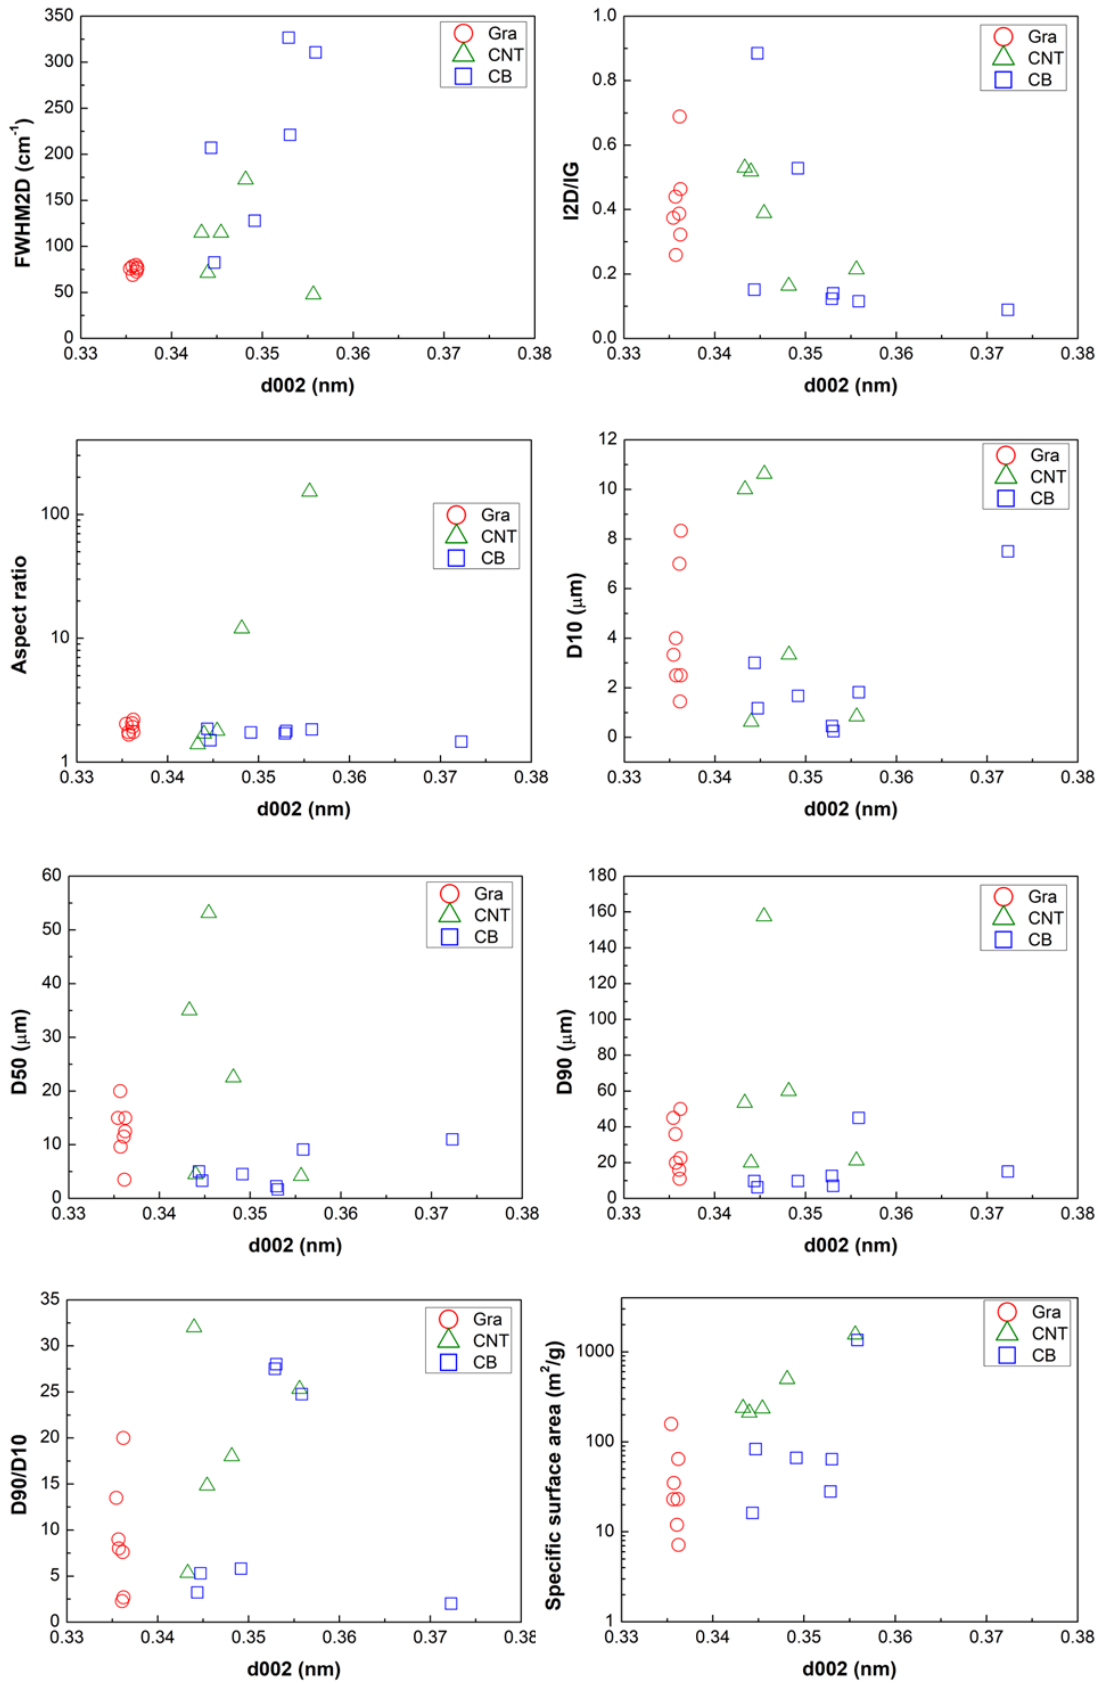 350
300
250
200
150
100
50
0
FWHM2D (cm⁻¹)
Gra
CNT
CB
0.33 0.34 0.35 0.36 0.37 0.38
d002 (nm)
1.0
0.8
0.6
0.4
0.2
0.0
I2D/IG
Gra
CNT
CB
0.33 0.34 0.35 0.36 0.37 0.38
d002 (nm)
100
10
1
Aspect ratio
Gra
CNT
CB
0.33 0.34 0.35 0.36 0.37 0.38
d002 (nm)
12
10
8
6
4
2
0
D10 (μm)
Gra
CNT
CB
0.33 0.34 0.35 0.36 0.37 0.38
d002 (nm)
60
50
40
30
20
10
0
D50 (μm)
Gra
CNT
CB
0.33 0.34 0.35 0.36 0.37 0.38
d002 (nm)
180
160
140
120
100
80
60
40
20
0
D90 (μm)
Gra
CNT
CB
0.33 0.34 0.35 0.36 0.37 0.38
d002 (nm)
35
30
25
20
15
10
5
0
D90/D10
Gra
CNT
CB
0.33 0.34 0.35 0.36 0.37 0.38
d002 (nm)
1000
100
10
1
Specific surface area (m²/g)
Gra
CNT
CB
0.33 0.34 0.35 0.36 0.37 0.38
d002 (nm)